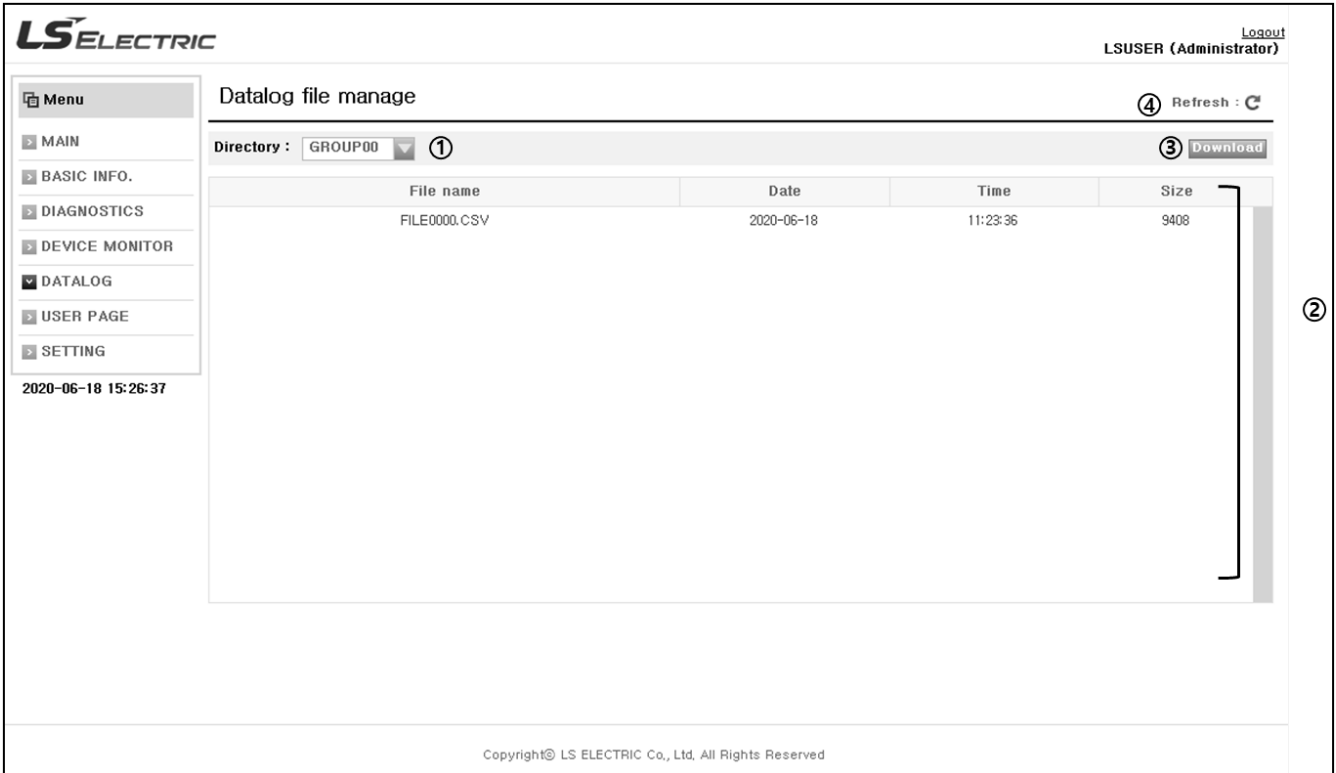 LS ELECTRIC
Logout
LSUSER (Administrator)
Menu
MAIN
BASIC INFO.
DIAGNOSTICS
DEVICE MONITOR
DATALOG
USER PAGE
SETTING
2020-06-18 15:26:37
Datalog file manage
④ Refresh :
Directory : GROUP00 ① ③ Download
File name Date Time Size
FILE0000.CSV 2020-06-18 11:23:36 9408
②
Copyright© LS ELECTRIC Co,, Ltd, All Rights Reserved